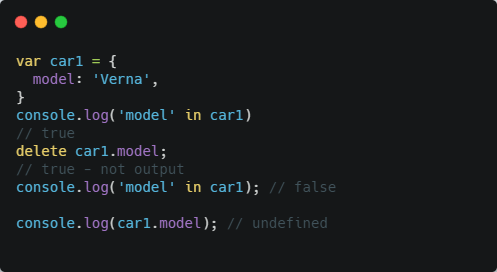 var car1 = {
  model: 'Verna',
}
console.log('model' in car1)
// true
delete car1.model;
// true - not output
console.log('model' in car1); // false

console.log(car1.model); // undefined